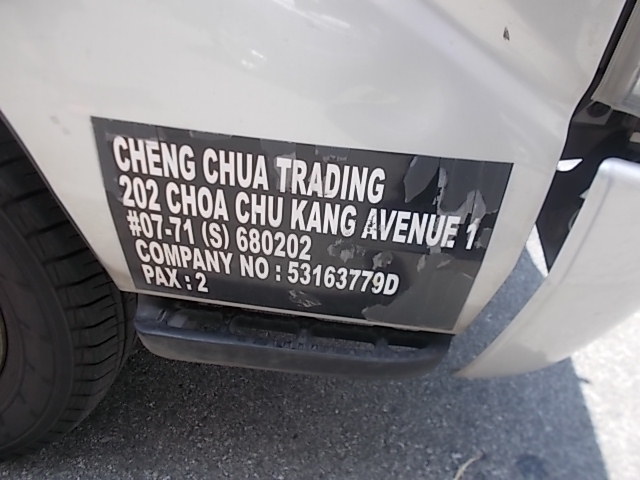 CHENG CHUA TRADING
202 CHOA CHU KANG AVENUE 1
#07-71 (S) 680202
COMPANY NO : 53163779D
PAX : 2